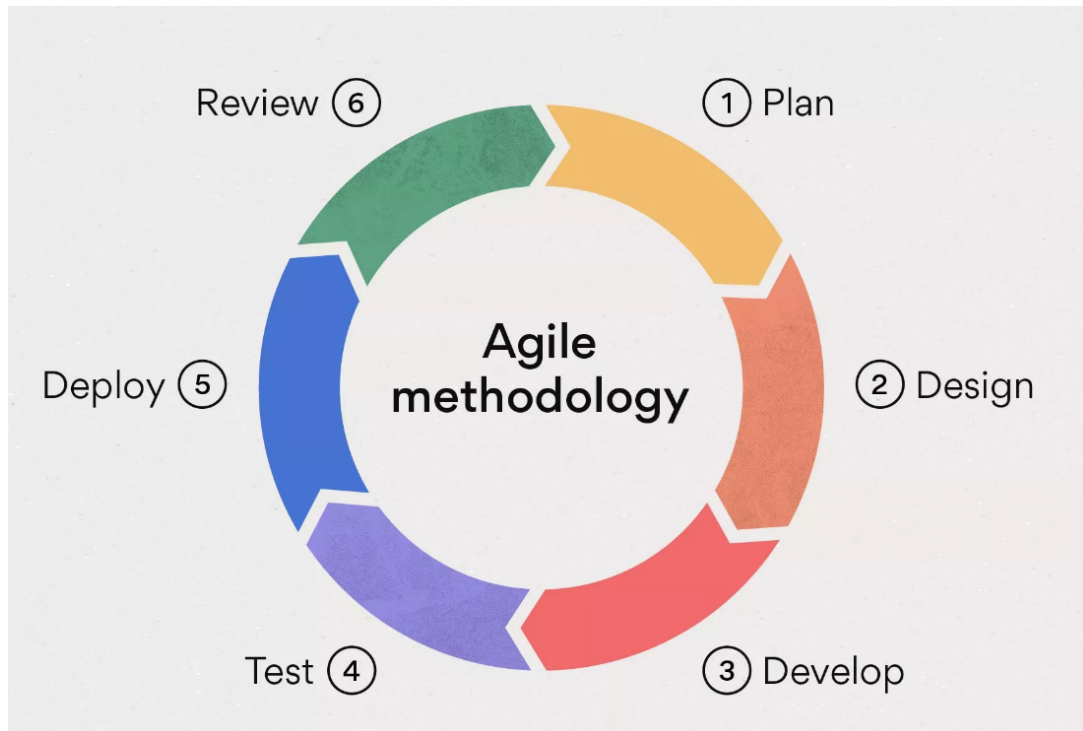 Review 6
1 Plan
Agile
methodology
Deploy 5
2 Design
Test 4
3 Develop